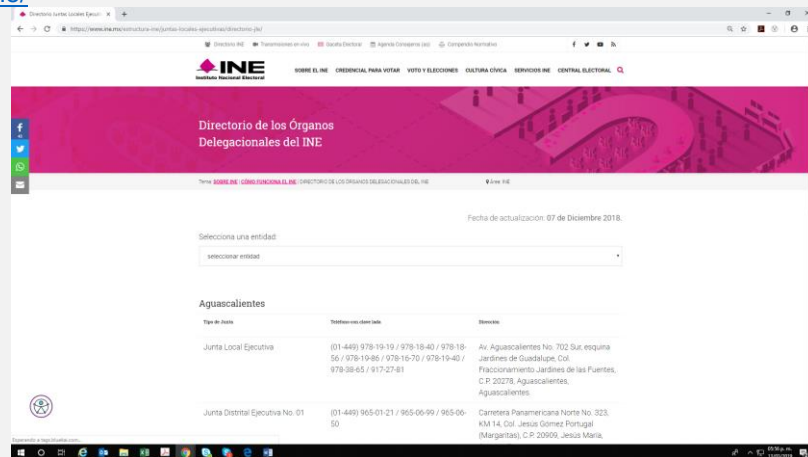 ne/
Directorio Juntas Locales Ejecuti
https://www.ine.mx/estructura-ine/juntas-locales-ejecutivas/directorio-jle/
Directorio INE Transmisiones en vivo Gaceta Electoral Agenda Consejeros (as) Compendio Normativo
INE
Instituto Nacional Electoral
SOBRE EL INE CREDENCIAL PARA VOTAR VOTO Y ELECCIONES CULTURA CÍVICA SERVICIOS INE CENTRAL ELECTORAL
Directorio de los Órganos
Delegacionales del INE
Tema: SOBRE INE | CÓMO FUNCIONA EL INE | DIRECTORIO DE LOS ÓRGANOS DELEGACIONALES DEL INE Área: INE
Fecha de actualización: 07 de Diciembre 2018.
Selecciona una entidad:
seleccionar entidad
Aguascalientes
Tipo de Junta Teléfono con clave lada Dirección
Junta Local Ejecutiva (01-449) 978-19-19 / 978-18-40 / 978-18- Av. Aguascalientes No. 702 Sur, esquina
56 / 978-19-86 / 978-16-70 / 978-19-40 / Jardines de Guadalupe, Col.
978-38-65 / 917-27-81 Fraccionamiento Jardines de las Fuentes,
C.P. 20278, Aguascalientes,
Aguascalientes.
Junta Distrital Ejecutiva No. 01 (01-449) 965-01-21 / 965-06-99 / 965-06- Carretera Panamericana Norte No. 323,
50 KM 14, Col. Jesús Gómez Portugal
(Margaritas), C.P. 20909, Jesús María,
05:50 p. m.